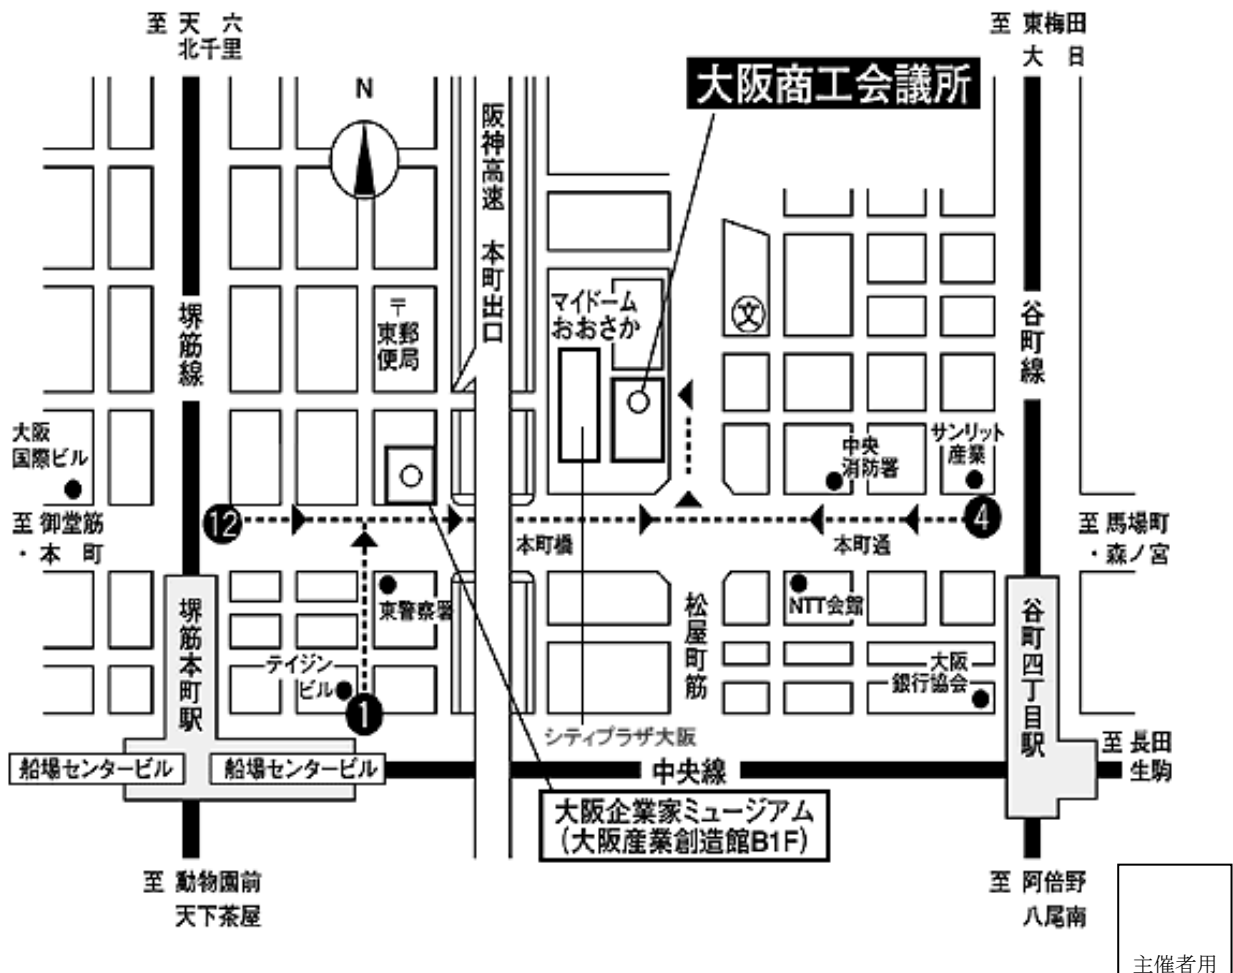 至 天 六
北千里
至 東梅田
大 日
大阪商工会議所
N
阪神高速 本町出口
堺筋線
〒
東郵
便局
マイドーム
おおさか
文
谷町線
大阪
国際ビル
中央
消防署
サンリット
産業
至 御堂筋
・本 町
12
4
至 馬場町
・森ノ宮
本町橋
本町通
東警察署
NTT会館
松屋町筋
堺筋本町駅
谷町四丁目駅
テイジン
ビル
1
大阪
銀行協会
シティプラザ大阪
船場センタービル
船場センタービル
中央線
至 長田
生駒
大阪企業家ミュージアム
(大阪産業創造館B1F)
至 動物園前
天下茶屋
至 阿倍野
八尾南
主催者用